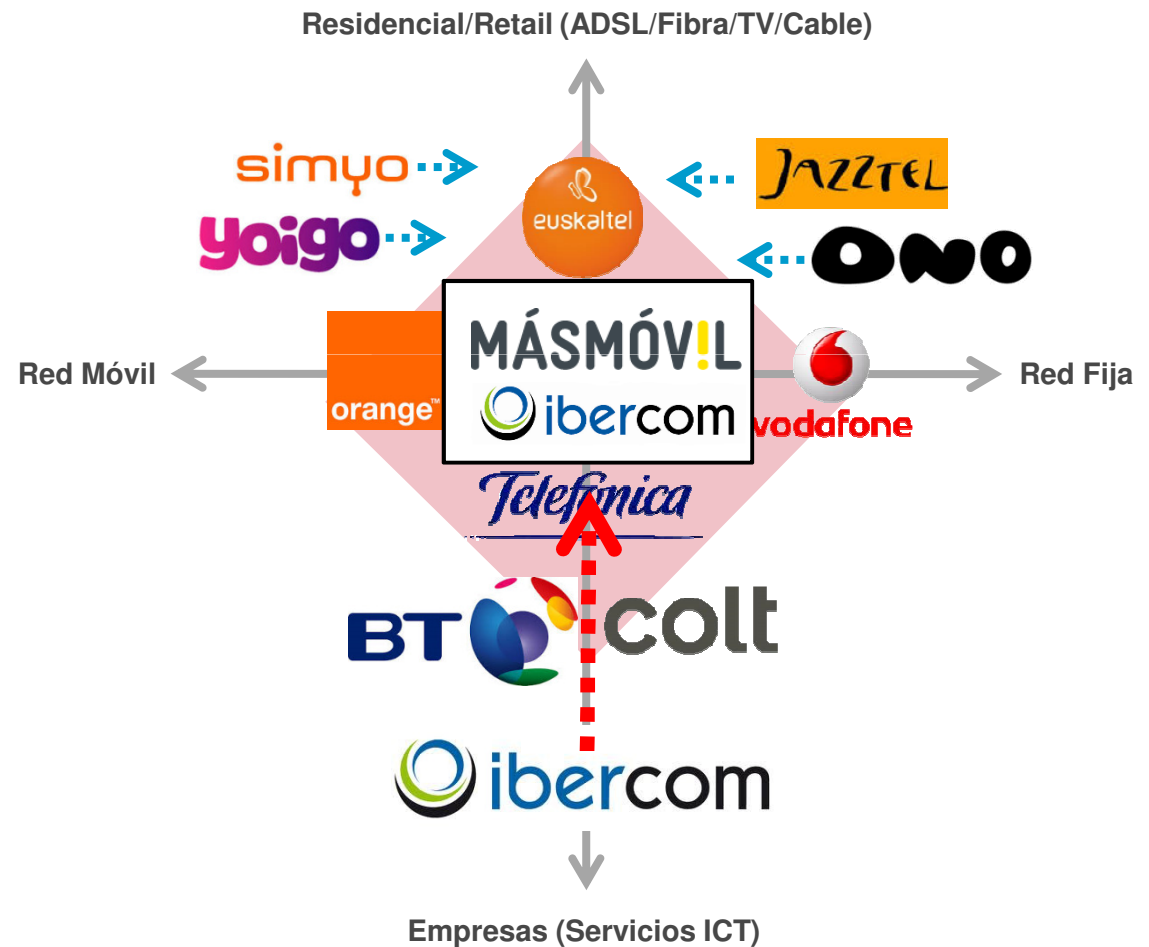 Residencial/Retail (ADSL/Fibra/TV/Cable)
simyo
JAZZTEL
euskaltel
yoigo
ONO
MÁSMÓV!L
Red Móvil
Red Fija
orange™
ibercom
vodafone
Telefónica
BT
colt
ibercom
Empresas (Servicios ICT)